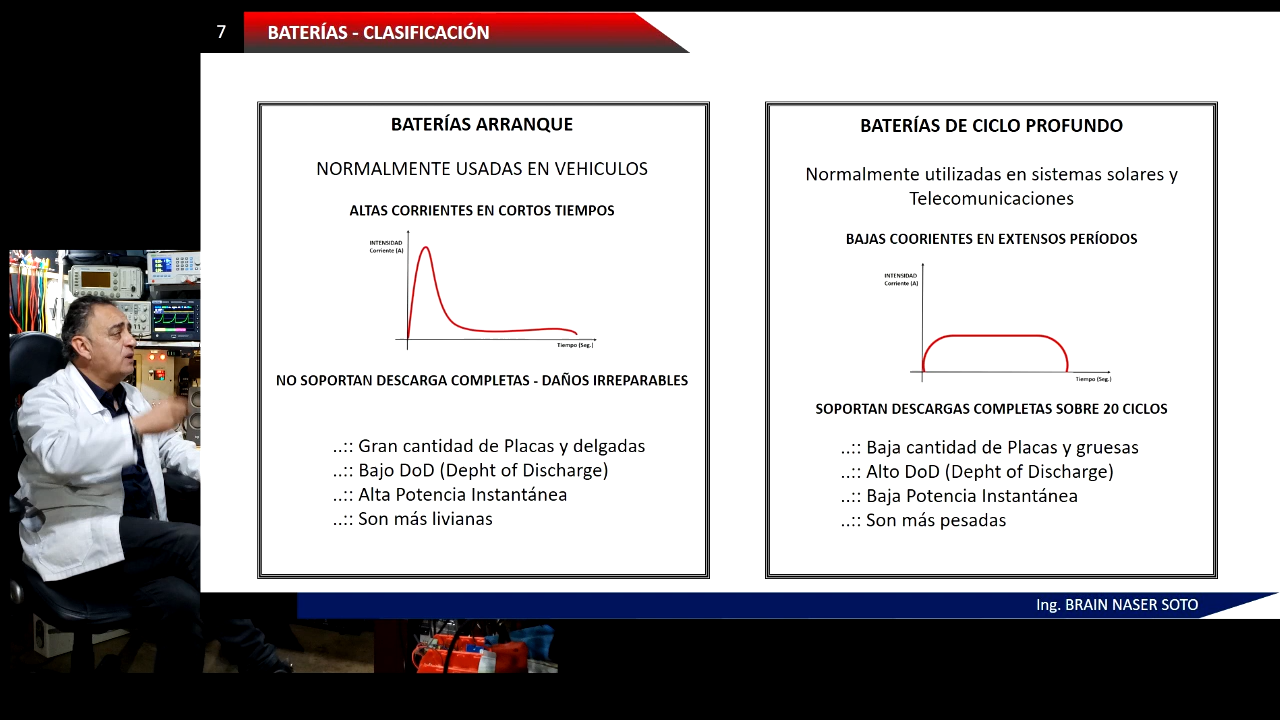 7
BATERÍAS - CLASIFICACIÓN
BATERÍAS ARRANQUE
NORMALMENTE USADAS EN VEHICULOS
ALTAS CORRIENTES EN CORTOS TIEMPOS
INTENSIDAD
Corriente (A)
Tiempo (Seg.)
NO SOPORTAN DESCARGA COMPLETAS - DAÑOS IRREPARABLES
..:: Gran cantidad de Placas y delgadas
..:: Bajo DoD (Depht of Discharge)
..:: Alta Potencia Instantánea
..:: Son más livianas
BATERÍAS DE CICLO PROFUNDO
Normalmente utilizadas en sistemas solares y
Telecomunicaciones
BAJAS COORIENTES EN EXTENSOS PERÍODOS
INTENSIDAD
Corriente (A)
Tiempo (Seg.)
SOPORTAN DESCARGAS COMPLETAS SOBRE 20 CICLOS
..:: Baja cantidad de Placas y gruesas
..:: Alto DoD (Depht of Discharge)
..:: Baja Potencia Instantánea
..:: Son más pesadas
Ing. BRAIN NASER SOTO